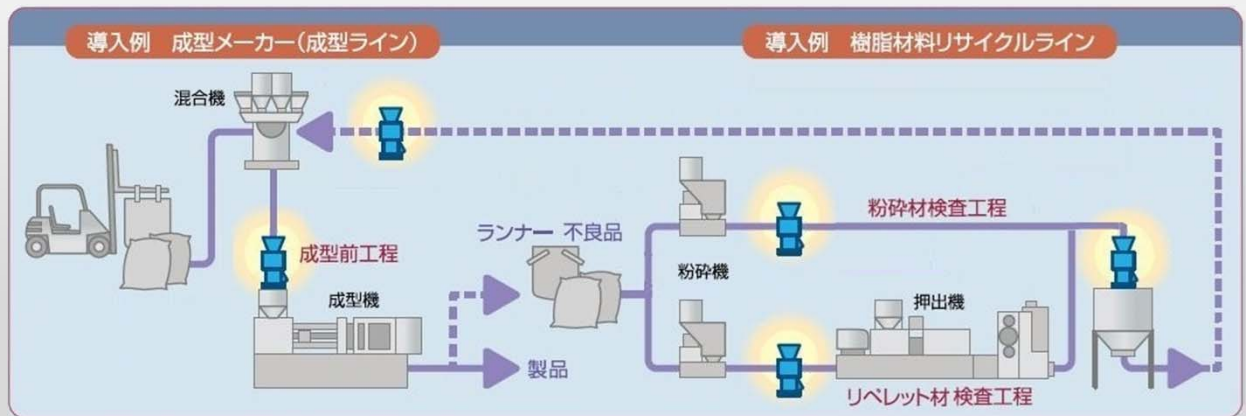 導入例 成型メーカー(成型ライン)
導入例 樹脂材料リサイクルライン
混合機
粉砕材検査工程
ランナー 不良品
成型前工程
粉砕機
成型機
押出機
製品
リペレット材 検査工程